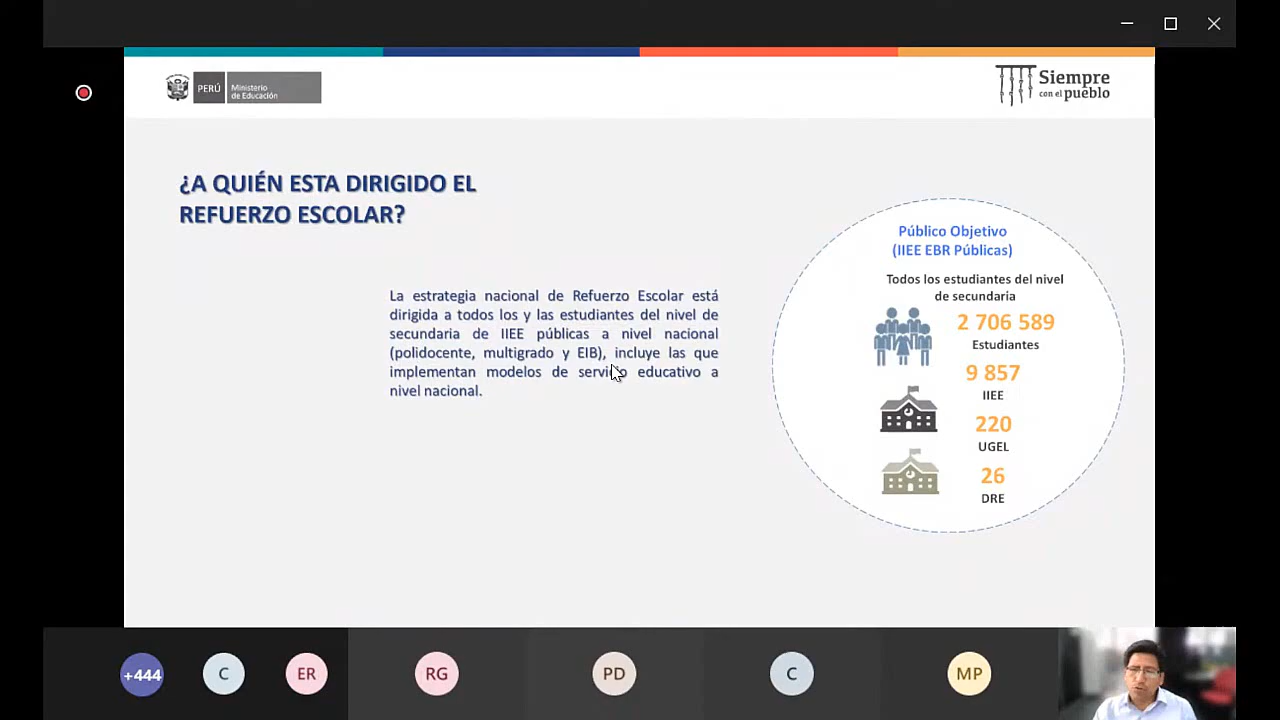 PERÚ
Ministerio
de Educación
Siempre
con el pueblo
¿A QUIÉN ESTA DIRIGIDO EL
REFUERZO ESCOLAR?
La estrategia nacional de Refuerzo Escolar está
dirigida a todos los y las estudiantes del nivel de
secundaria de IIEE públicas a nivel nacional
(polidocente, multigrado y EIB), incluye las que
implementan modelos de servicio educativo a
nivel nacional.
Público Objetivo
(IIEE EBR Públicas)
Todos los estudiantes del nivel
de secundaria
2 706 589
Estudiantes
9 857
IIEE
220
UGEL
26
DRE
+444
C
ER
RG
PD
C
MP